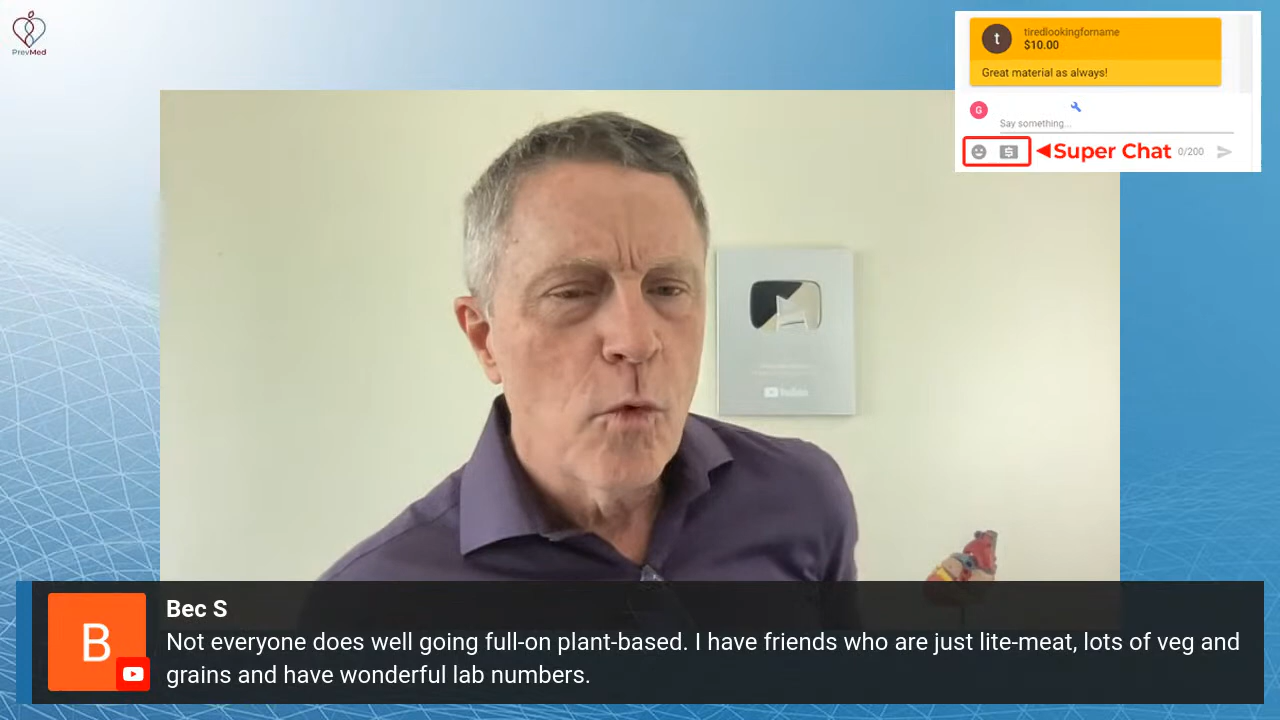 PrevMed
t
tiredlookingforname
$10.00
Great material as always!
G
Say something...
Super Chat
0/200
YouTube
B
Bec S
Not everyone does well going full-on plant-based. I have friends who are just lite-meat, lots of veg and
grains and have wonderful lab numbers.